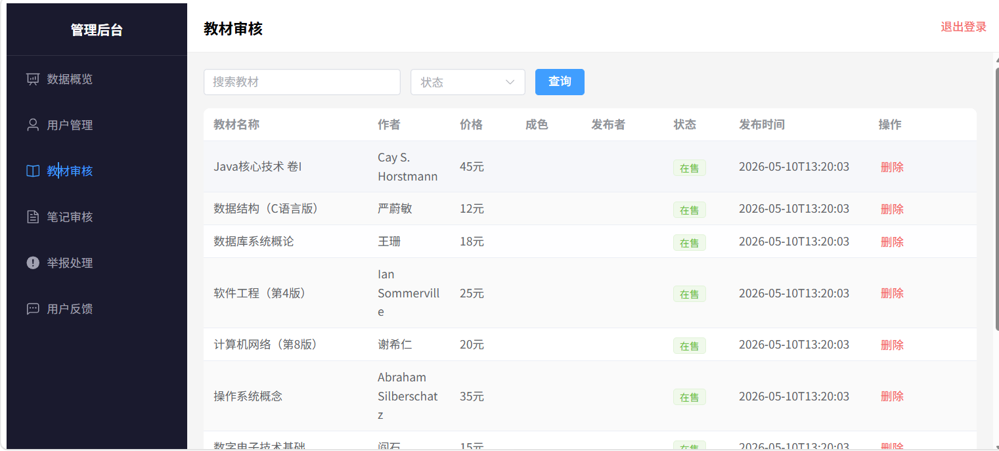 管理后台
数据概览
用户管理
教材审核
笔记审核
举报处理
用户反馈
教材审核
退出登录
搜索教材
状态
查询
教材名称 作者 价格 成色 发布者 状态 发布时间 操作
Java核心技术 卷I Cay S. Horstmann 45元 在售 2026-05-10T13:20:03 删除
数据结构（C语言版） 严蔚敏 12元 在售 2026-05-10T13:20:03 删除
数据库系统概论 王珊 18元 在售 2026-05-10T13:20:03 删除
软件工程（第4版） Ian Sommerville 25元 在售 2026-05-10T13:20:03 删除
计算机网络（第8版） 谢希仁 20元 在售 2026-05-10T13:20:03 删除
操作系统概念 Abraham Silberschatz 35元 在售 2026-05-10T13:20:03 删除
数字电子技术基础 阎石 15元 在售 2026-05-10T13:20:03 删除